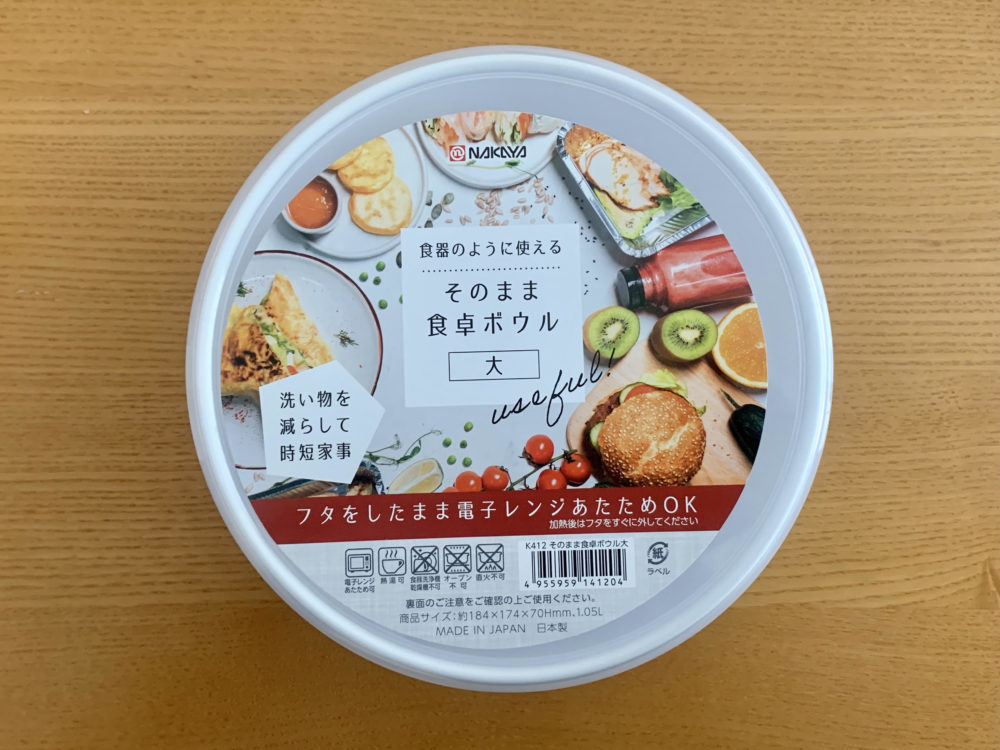 NAKAYA
食器のように使える
そのまま
食卓ボウル
大
useful!
洗い物を
減らして
時短家事
フタをしたまま電子レンジあたためOK
加熱後はフタをすぐに外してください
電子レンジ
あたため可
熱湯可
食器洗浄機
乾燥機不可
オーブン
不可
直火不可
K412 そのまま食卓ボウル大
4 955959 141204
紙
ラベル
裏面のご注意をご確認の上ご使用ください。
商品サイズ:約184×174×70Hmm、1.05L
MADE IN JAPAN 日本製